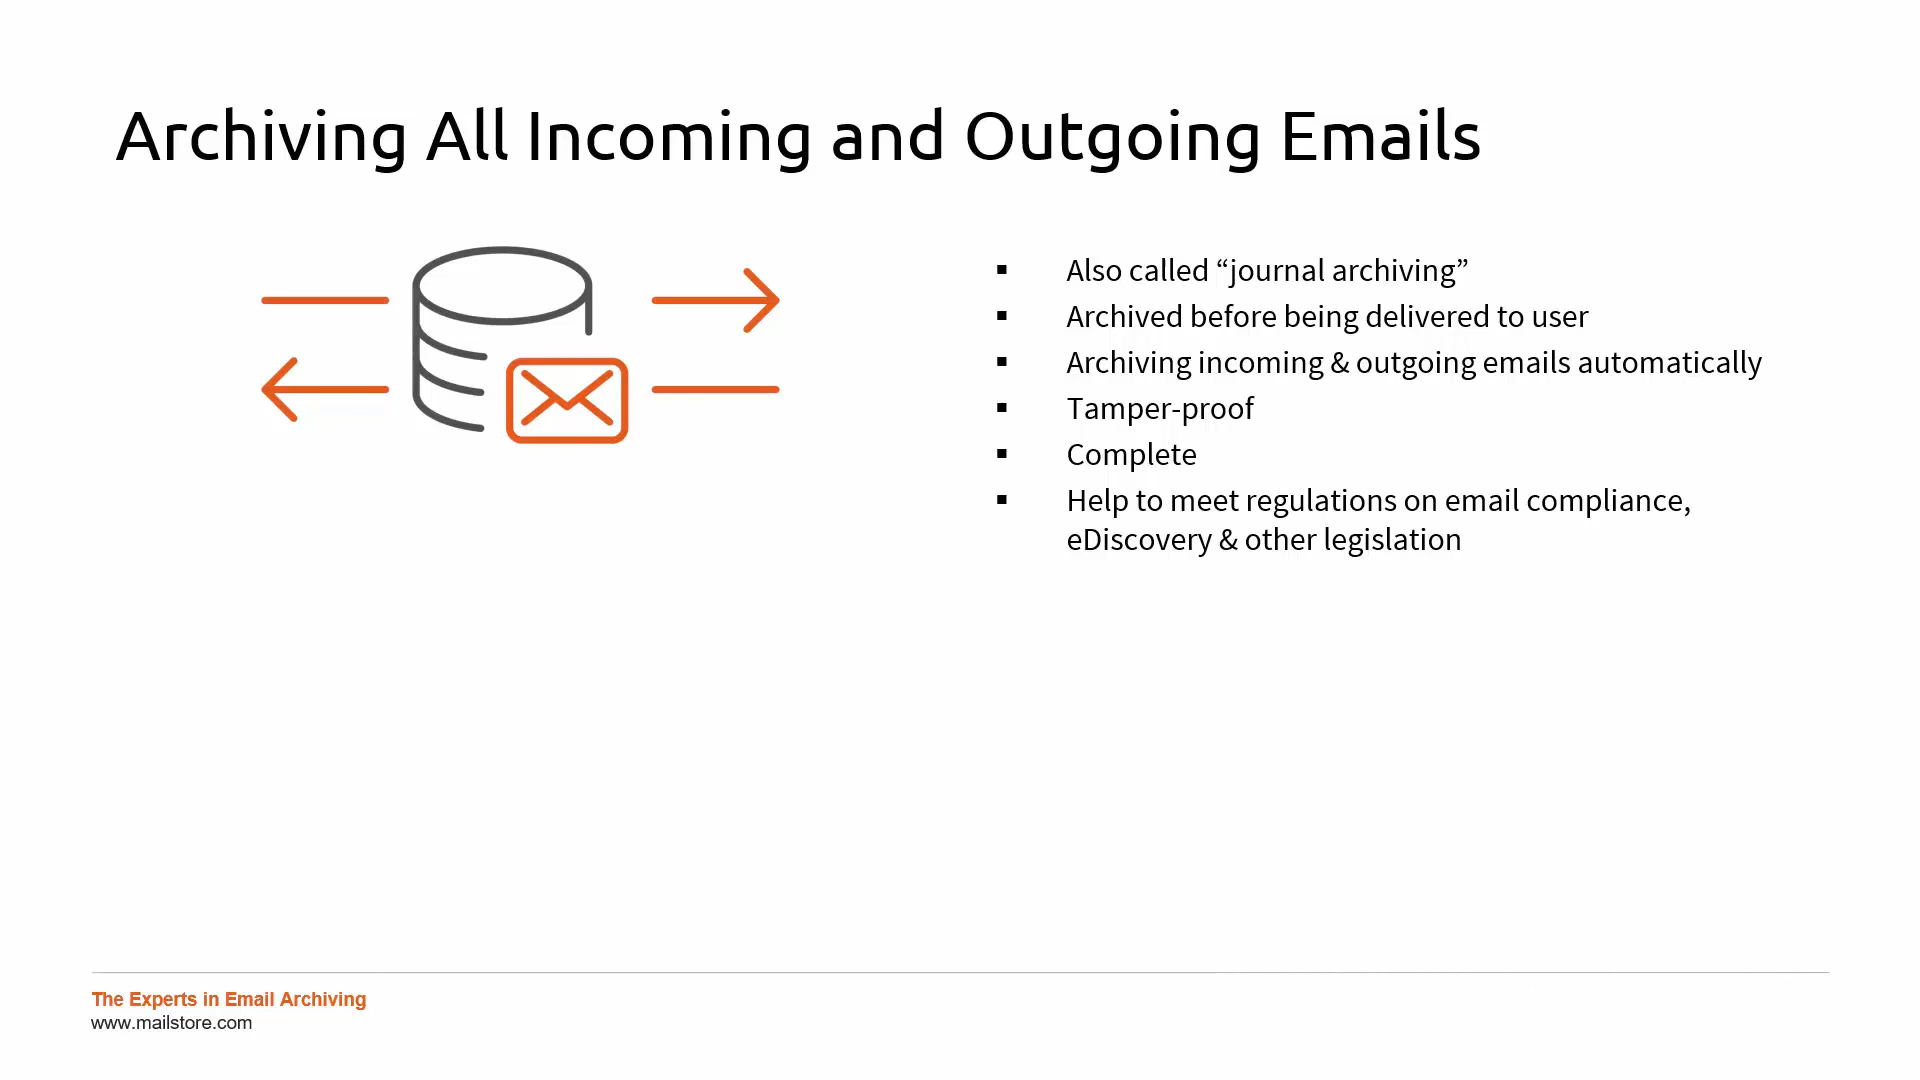 Archiving All Incoming and Outgoing Emails
▪ Also called “journal archiving”
▪ Archived before being delivered to user
▪ Archiving incoming & outgoing emails automatically
▪ Tamper-proof
▪ Complete
▪ Help to meet regulations on email compliance,
eDiscovery & other legislation
The Experts in Email Archiving
www.mailstore.com